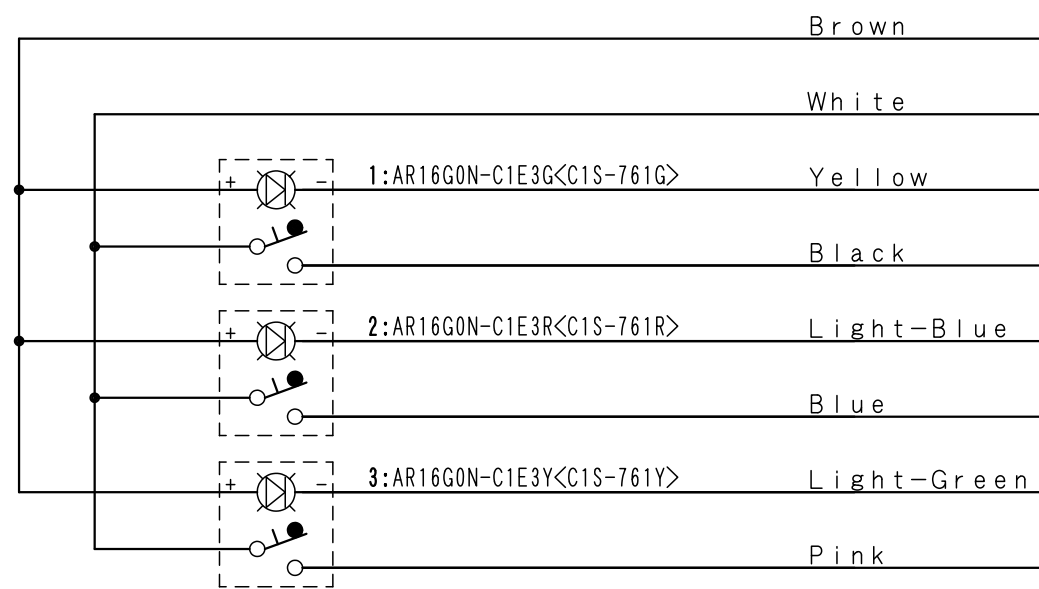 Brown
White
+ - 1:AR16G0N-C1E3G<C1S-761G> Yellow
Black
+ - 2:AR16G0N-C1E3R<C1S-761R> Light-Blue
Blue
+ - 3:AR16G0N-C1E3Y<C1S-761Y> Light-Green
Pink